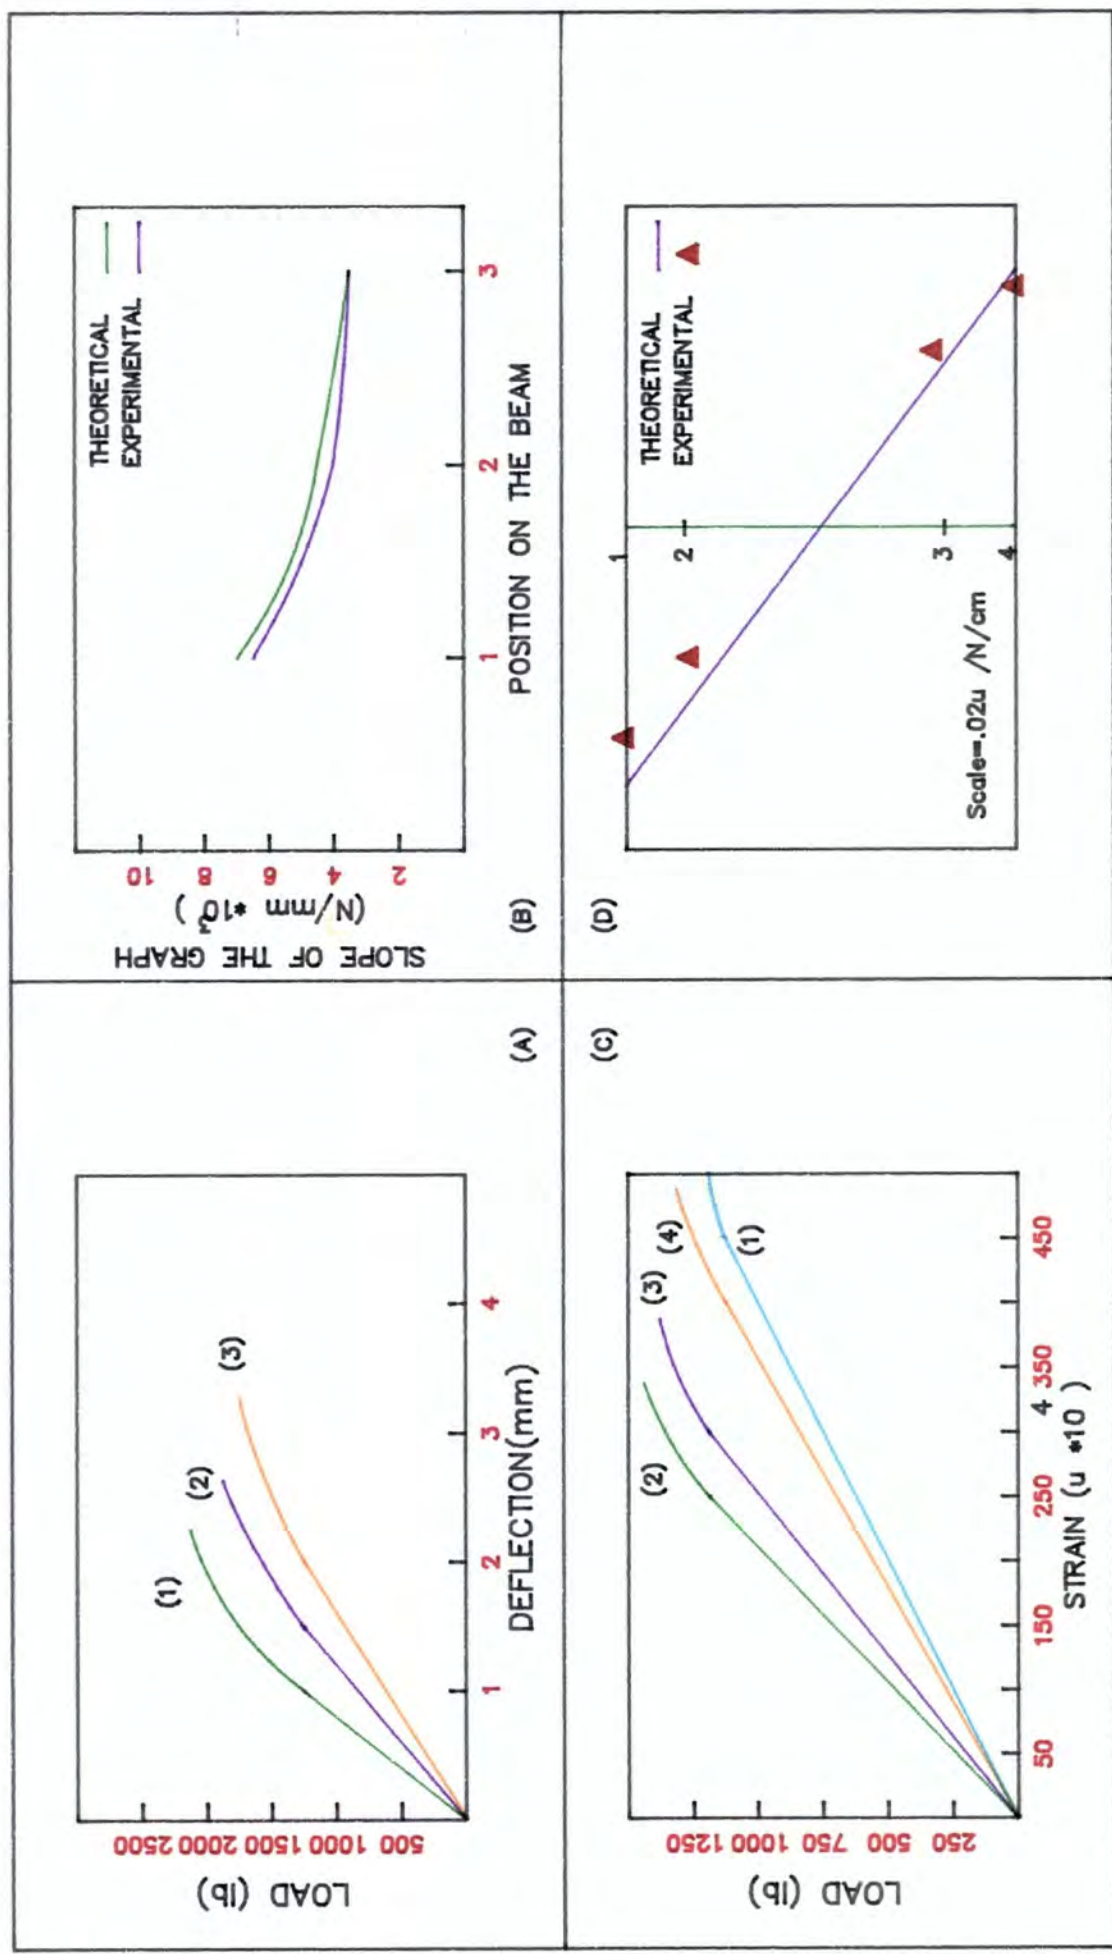 LOAD (lb)
2500
2000
1500
1000
500
(1)
(2)
(3)
1
2
3
4
DEFLECTION(mm)
(A)
SLOPE OF THE GRAPH
(N/mm *10³)
10
8
6
4
2
THEORETICAL
EXPERIMENTAL
1
2
3
POSITION ON THE BEAM
(B)
LOAD (lb)
1250
1000
750
500
250
(2)
(3)
(4)
(1)
50
150
250
350
450
STRAIN (u *10⁴)
(C)
(D)
THEORETICAL
EXPERIMENTAL
1
2
3
4
Scale=.02u /N/cm